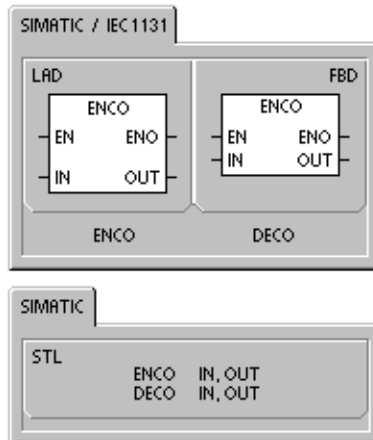 SIMATIC / IEC1131
LAD FBD
ENCO ENCO
EN ENO EN ENO
IN OUT IN OUT
ENCO DECO
SIMATIC
STL
ENCO IN, OUT
DECO IN, OUT